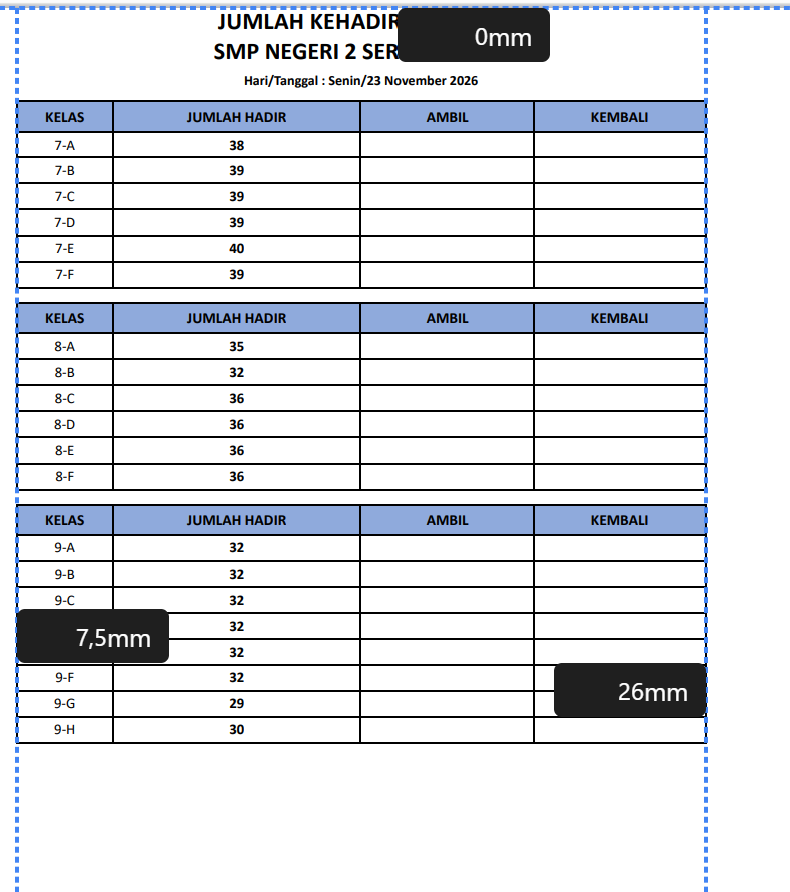 JUMLAH KEHADIR
SMP NEGERI 2 SER
0mm
Hari/Tanggal : Senin/23 November 2026
KELAS JUMLAH HADIR AMBIL KEMBALI
7-A 38
7-B 39
7-C 39
7-D 39
7-E 40
7-F 39
KELAS JUMLAH HADIR AMBIL KEMBALI
8-A 35
8-B 32
8-C 36
8-D 36
8-E 36
8-F 36
KELAS JUMLAH HADIR AMBIL KEMBALI
9-A 32
9-B 32
9-C 32
7,5mm 32
32
9-F 32
26mm
9-G 29
9-H 30